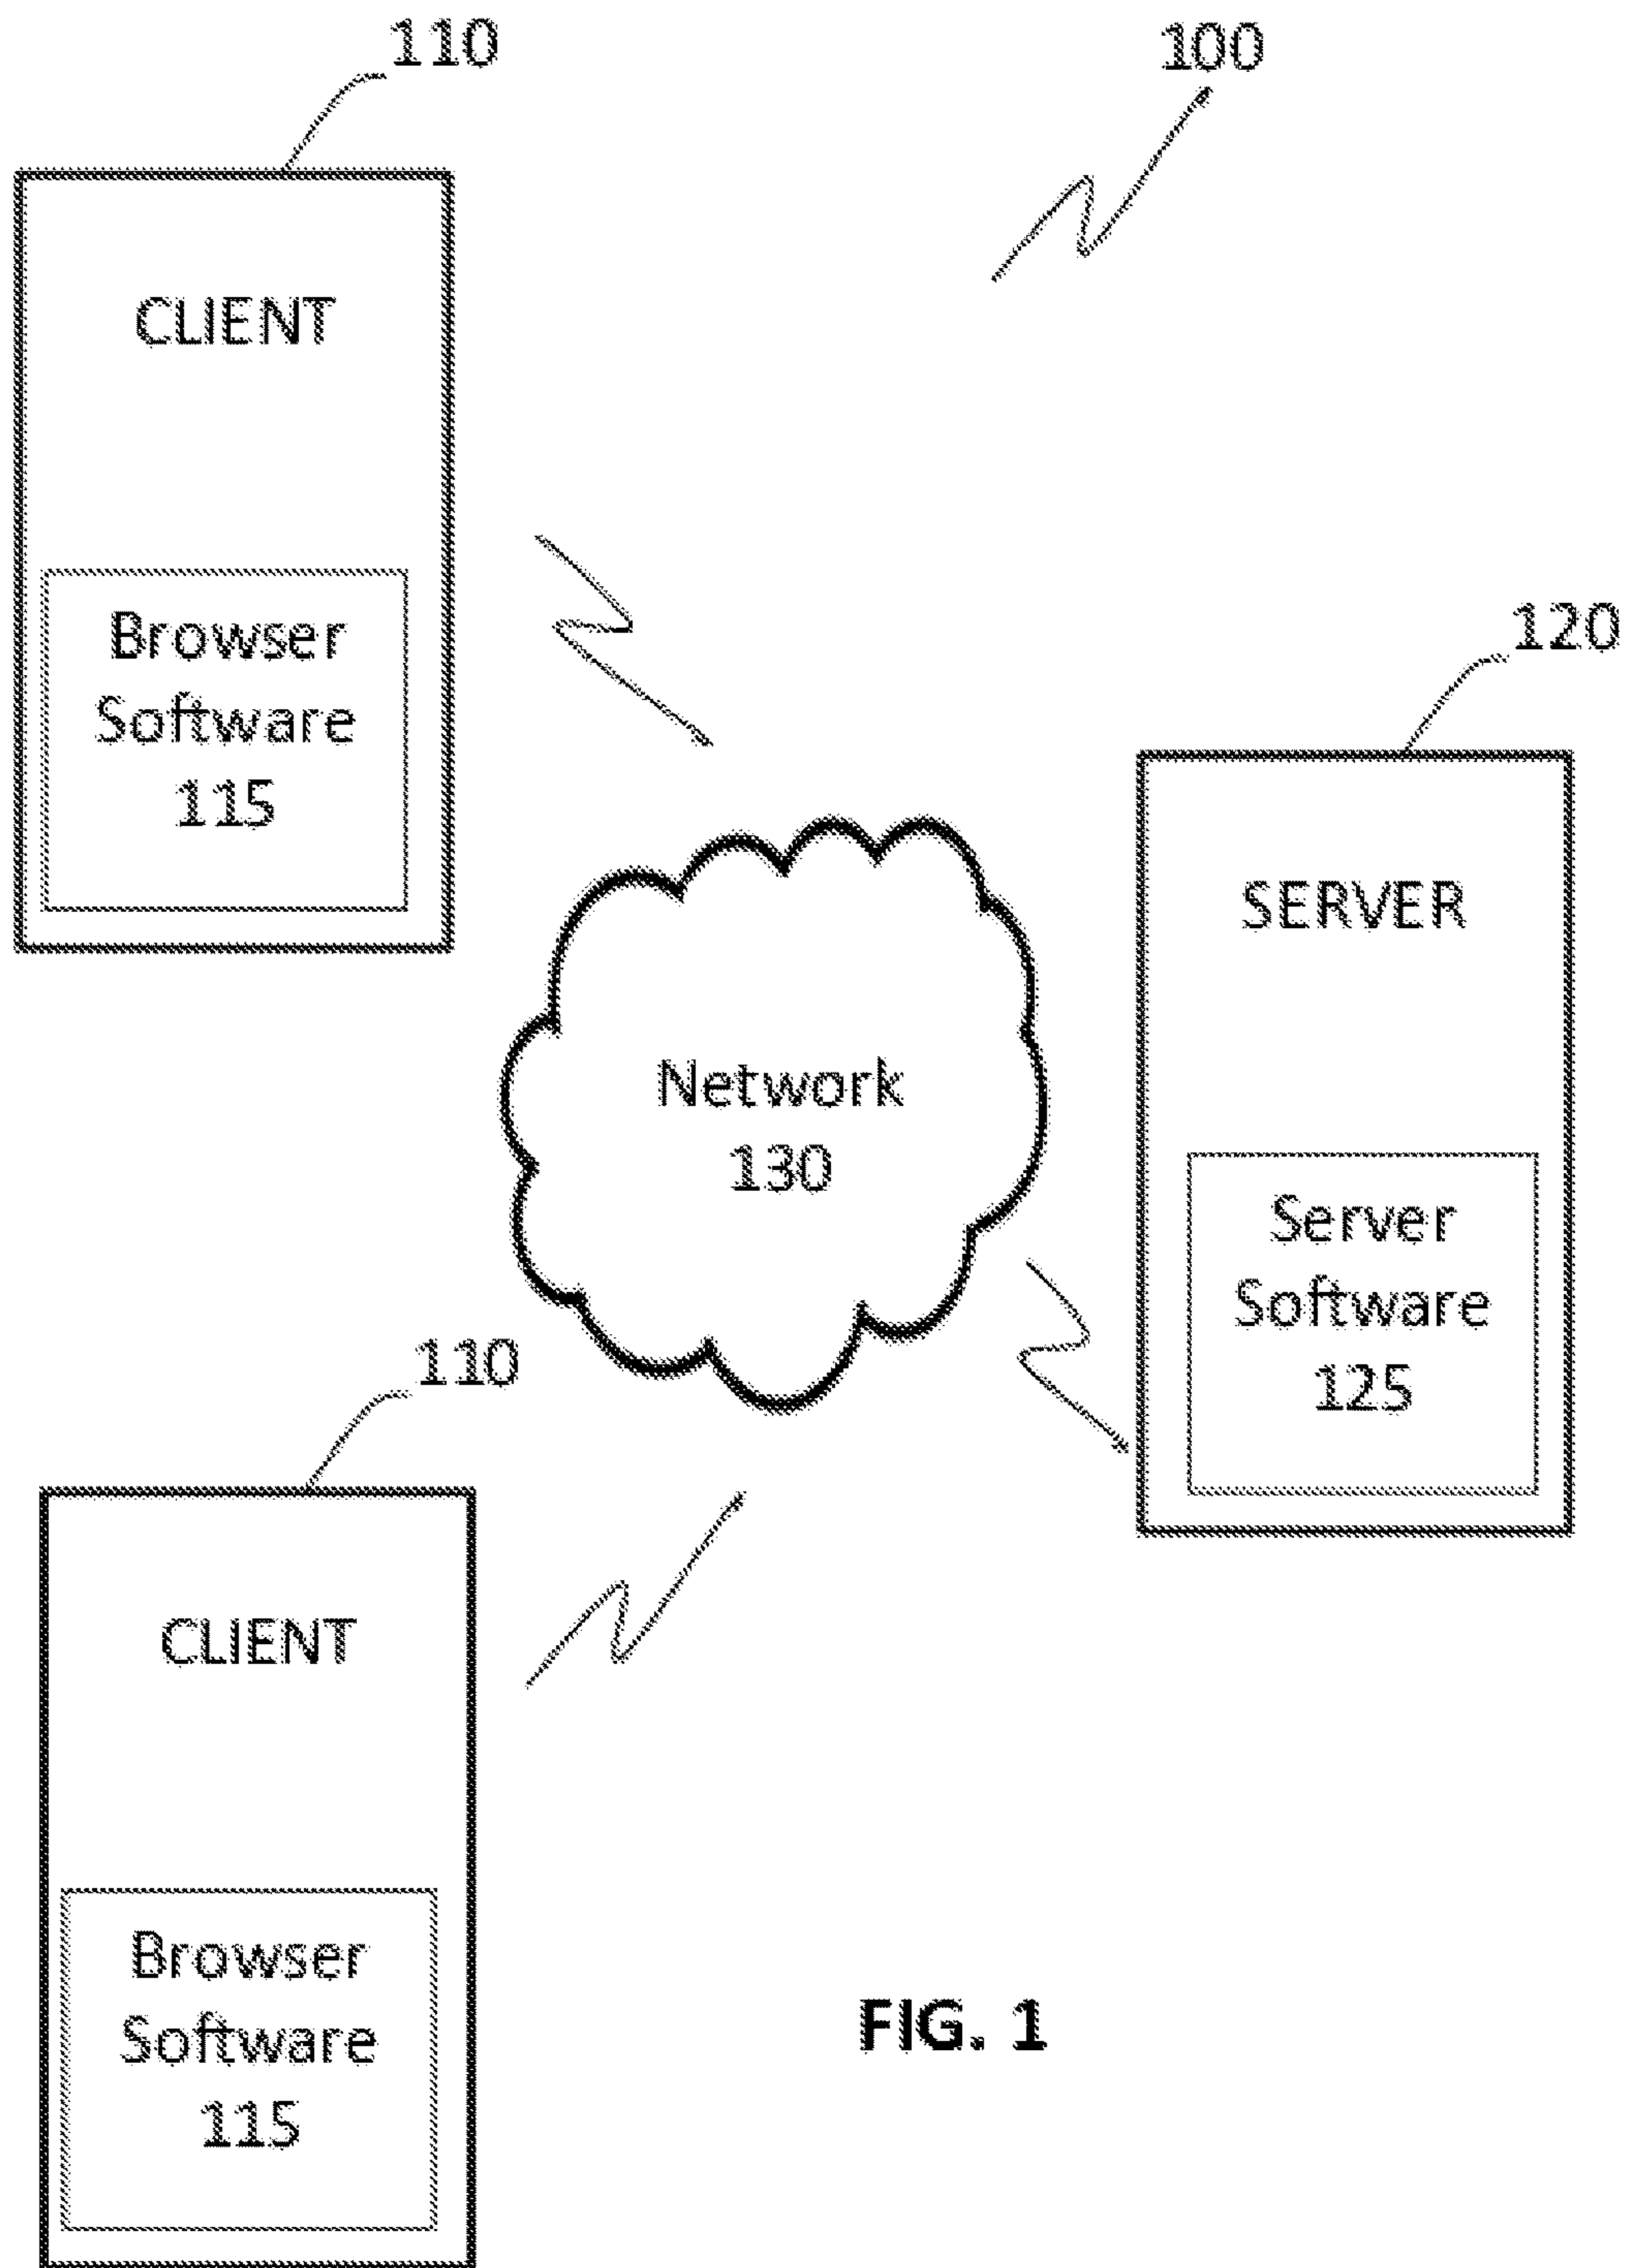 110
100
CLIENT
Browser
Software
115
120
SERVER
Network
130
Server
Software
125
110
CLIENT
Browser
Software
115
FIG. 1